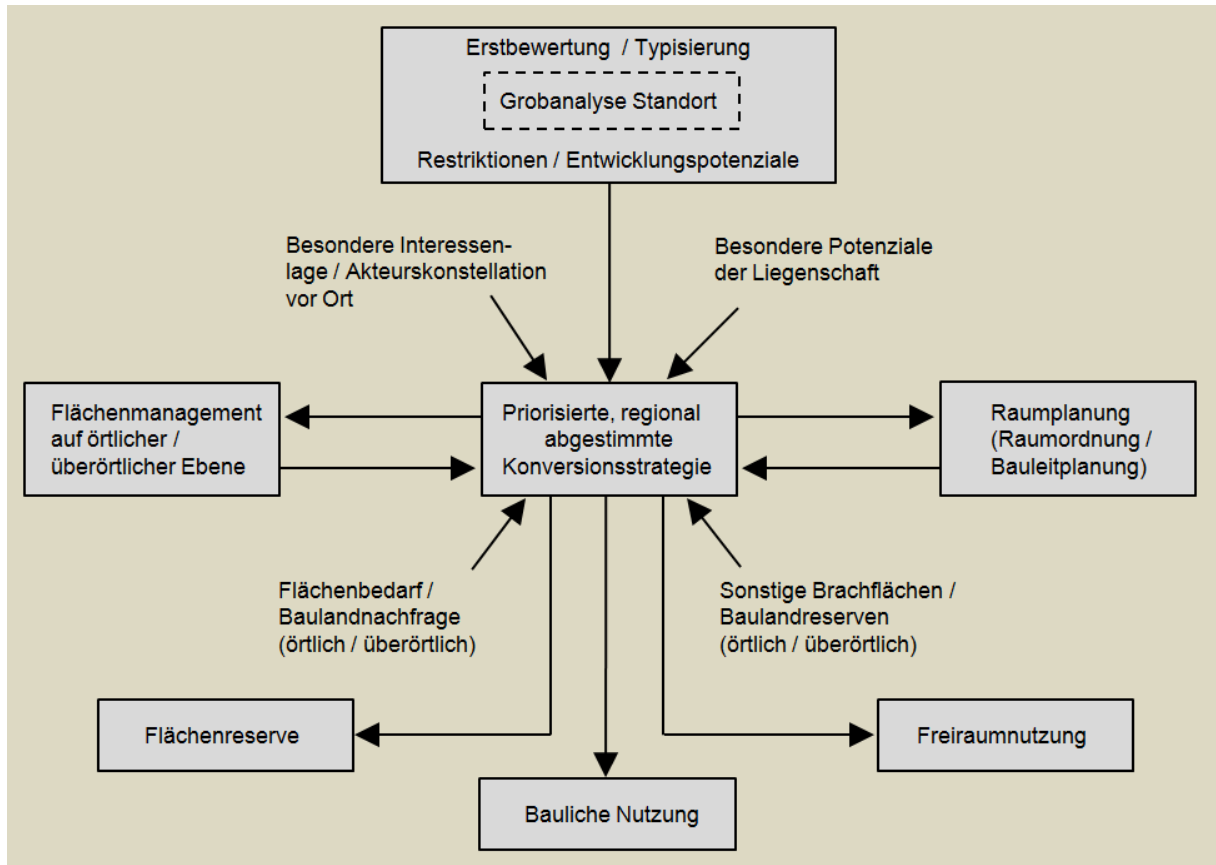 Erstbewertung / Typisierung
Grobanalyse Standort
Restriktionen / Entwicklungspotenziale
Besondere Interessen-
lage / Akteurskonstellation
vor Ort
Besondere Potenziale
der Liegenschaft
Flächenmanagement
auf örtlicher /
überörtlicher Ebene
Priorisierte, regional
abgestimmte
Konversionsstrategie
Raumplanung
(Raumordnung /
Bauleitplanung)
Flächenbedarf /
Baulandnachfrage
(örtlich / überörtlich)
Sonstige Brachflächen /
Baulandreserven
(örtlich / überörtlich)
Flächenreserve
Freiraumnutzung
Bauliche Nutzung